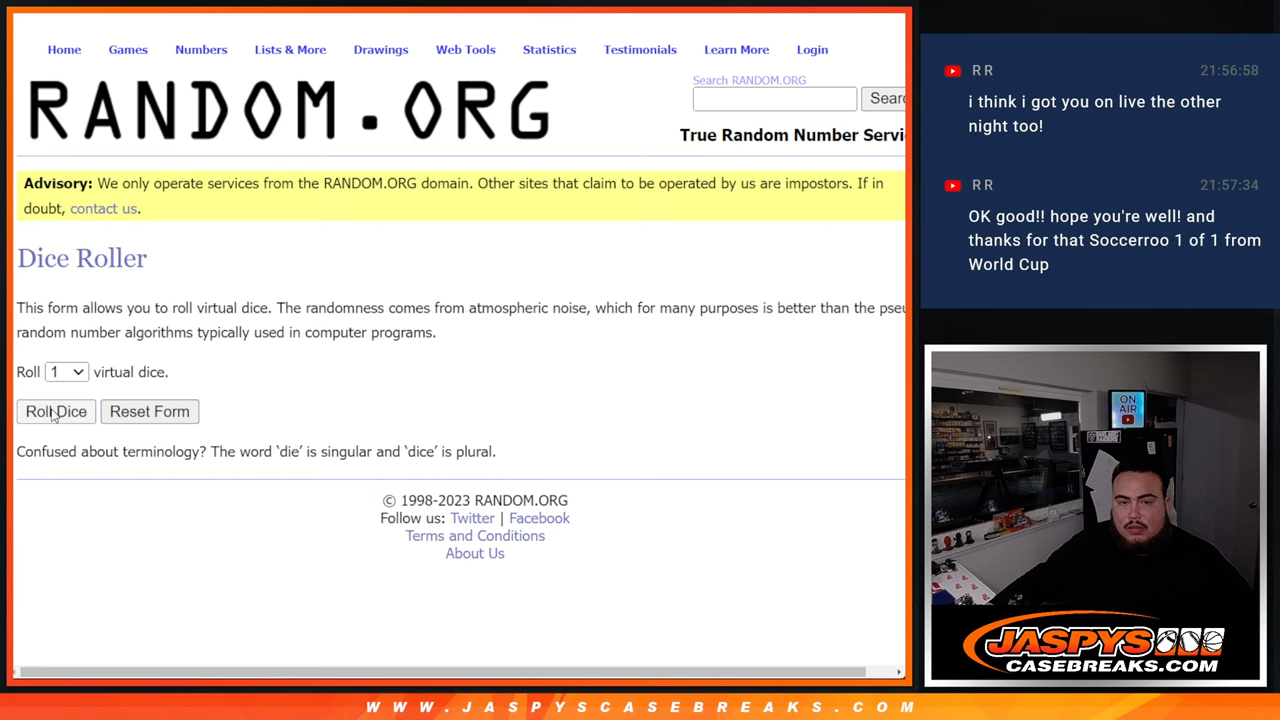 Home Games Numbers Lists & More Drawings Web Tools Statistics Testimonials Learn More Login
RANDOM.ORG
Search RANDOM.ORG
Searc
True Random Number Servi
Advisory: We only operate services from the RANDOM.ORG domain. Other sites that claim to be operated by us are impostors. If in
doubt, contact us.
Dice Roller
This form allows you to roll virtual dice. The randomness comes from atmospheric noise, which for many purposes is better than the pseu
random number algorithms typically used in computer programs.
Roll 1 virtual dice.
Roll Dice Reset Form
Confused about terminology? The word ‘die’ is singular and ‘dice’ is plural.
© 1998-2023 RANDOM.ORG
Follow us: Twitter | Facebook
Terms and Conditions
About Us
R R 21:56:58
i think i got you on live the other
night too!
R R 21:57:34
OK good!! hope you're well! and
thanks for that Soccerroo 1 of 1 from
World Cup
ON
AIR
JASPYS
CASEBREAKS.COM
WWW.JASPYSCASEBREAKS.COM